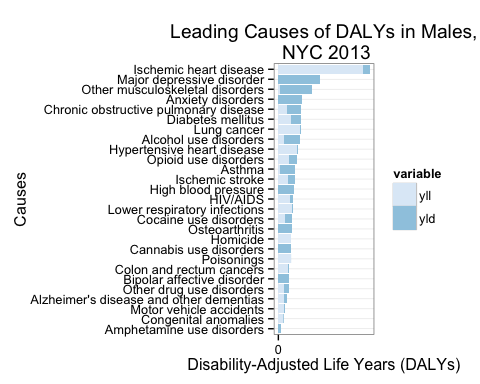 Leading Causes of DALYs in Males,
NYC 2013
Causes
Ischemic heart disease
Major depressive disorder
Other musculoskeletal disorders
Anxiety disorders
Chronic obstructive pulmonary disease
Diabetes mellitus
Lung cancer
Alcohol use disorders
Hypertensive heart disease
Opioid use disorders
Asthma
Ischemic stroke
High blood pressure
HIV/AIDS
Lower respiratory infections
Cocaine use disorders
Osteoarthritis
Homicide
Cannabis use disorders
Poisonings
Colon and rectum cancers
Bipolar affective disorder
Other drug use disorders
Alzheimer's disease and other dementias
Motor vehicle accidents
Congenital anomalies
Amphetamine use disorders
0
Disability-Adjusted Life Years (DALYs)
variable
yll
yld